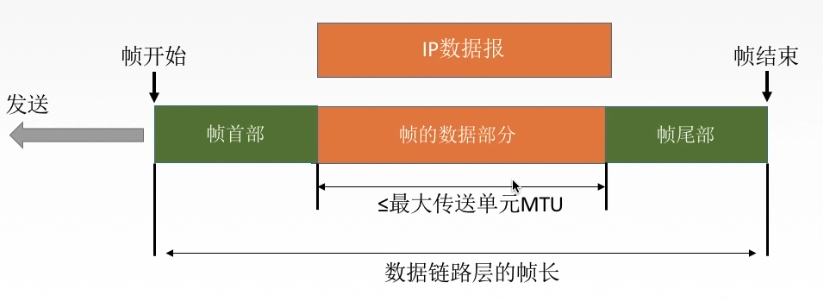 IP数据报
帧开始
帧结束
发送
帧首部
帧的数据部分
帧尾部
≤最大传送单元MTU
数据链路层的帧长